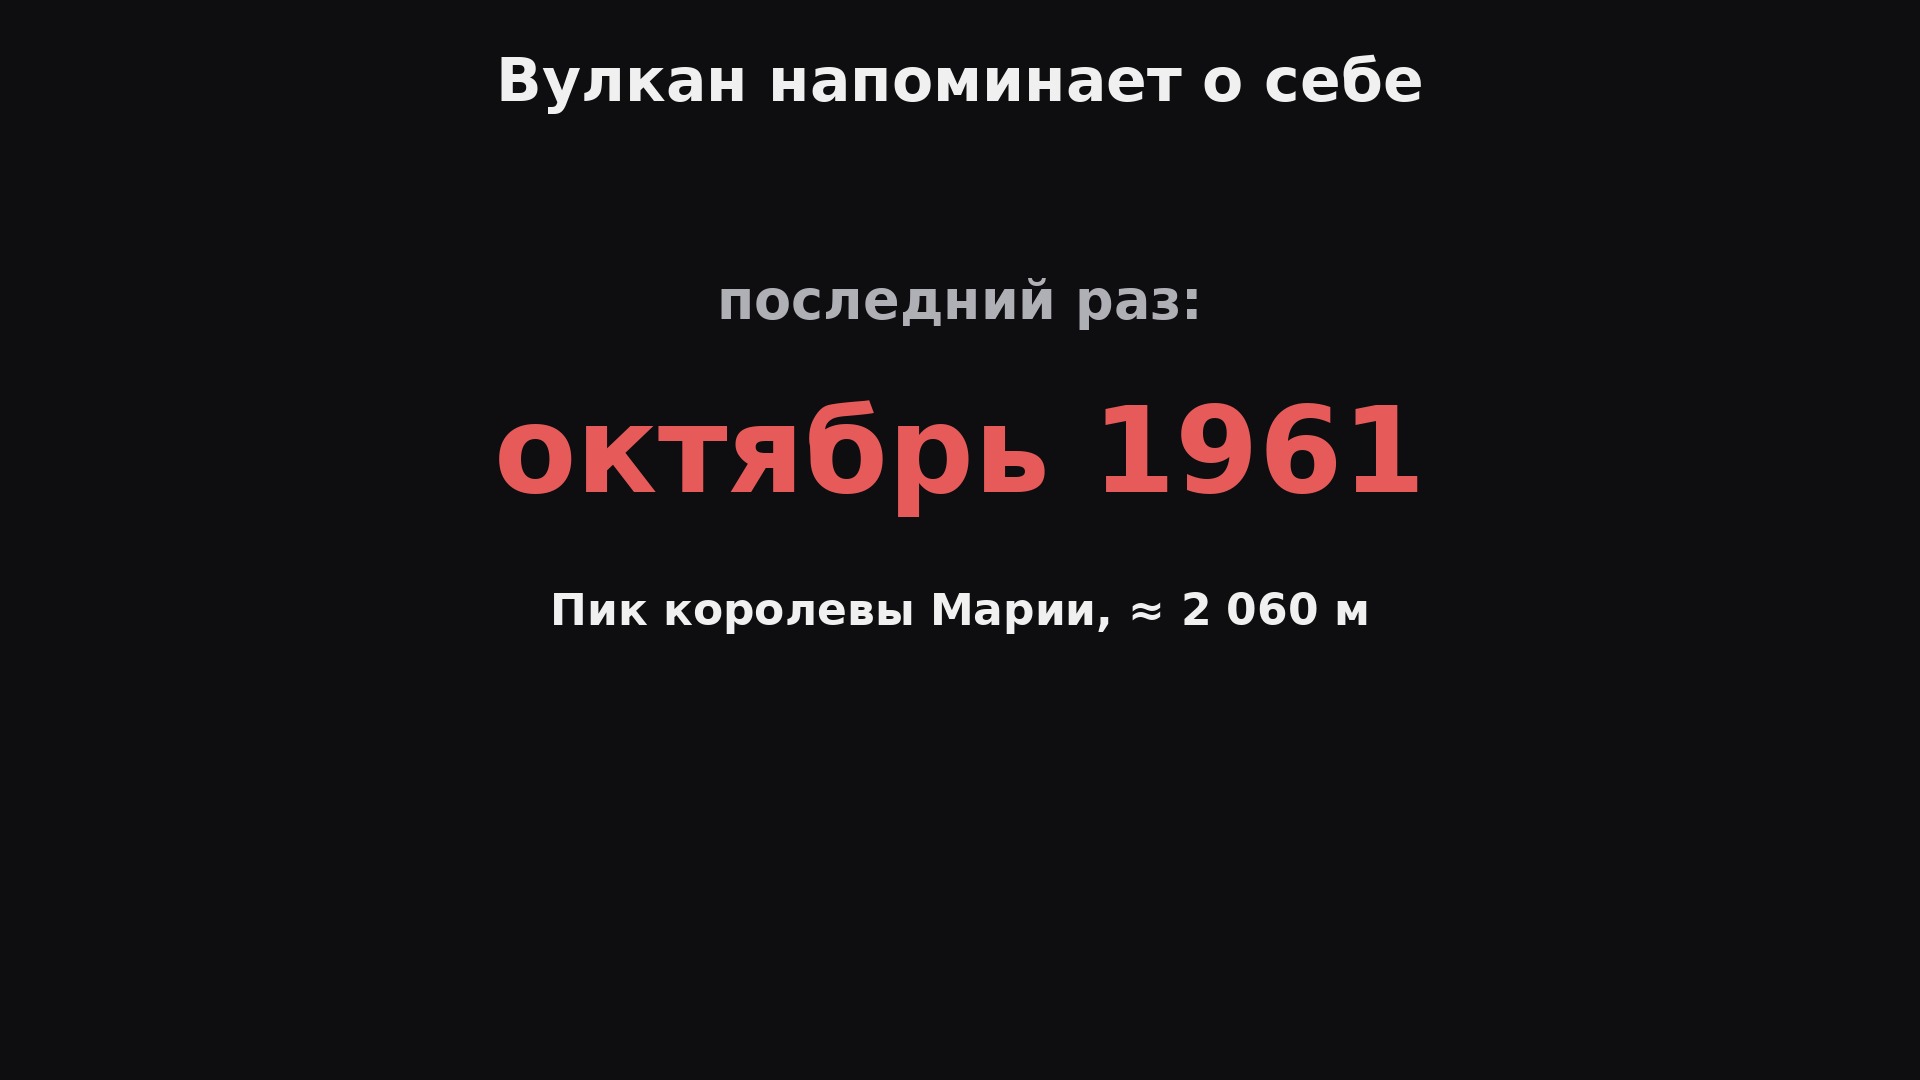 Вулкан напоминает о себе
последний раз:
октябрь 1961
Пик королевы Марии, ≈ 2 060 м